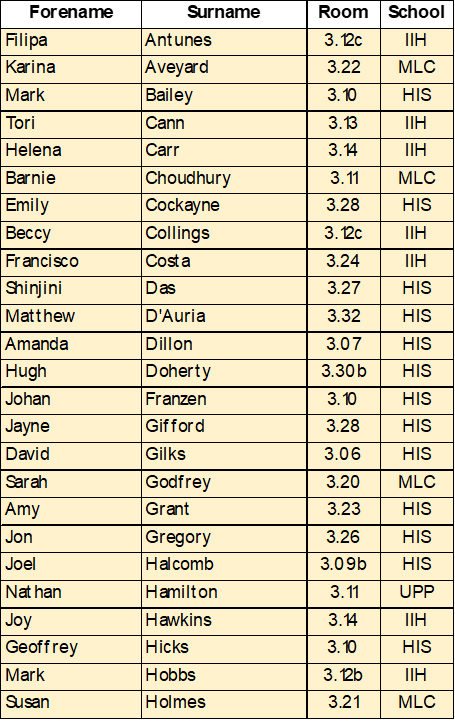 Forename Surname Room School
Filipa Antunes 3.12c IIH
Karina Aveyard 3.22 MLC
Mark Bailey 3.10 HIS
Tori Cann 3.13 IIH
Helena Carr 3.14 IIH
Barnie Choudhury 3.11 MLC
Emily Cockayne 3.28 HIS
Beccy Collings 3.12c IIH
Francisco Costa 3.24 IIH
Shinjini Das 3.27 HIS
Matthew D'Auria 3.32 HIS
Amanda Dillon 3.07 HIS
Hugh Doherty 3.30b HIS
Johan Franzen 3.10 HIS
Jayne Gifford 3.28 HIS
David Gilks 3.06 HIS
Sarah Godfrey 3.20 MLC
Amy Grant 3.23 HIS
Jon Gregory 3.26 HIS
Joel Halcomb 3.09b HIS
Nathan Hamilton 3.11 UPP
Joy Hawkins 3.14 IIH
Geoffrey Hicks 3.10 HIS
Mark Hobbs 3.12b IIH
Susan Holmes 3.21 MLC